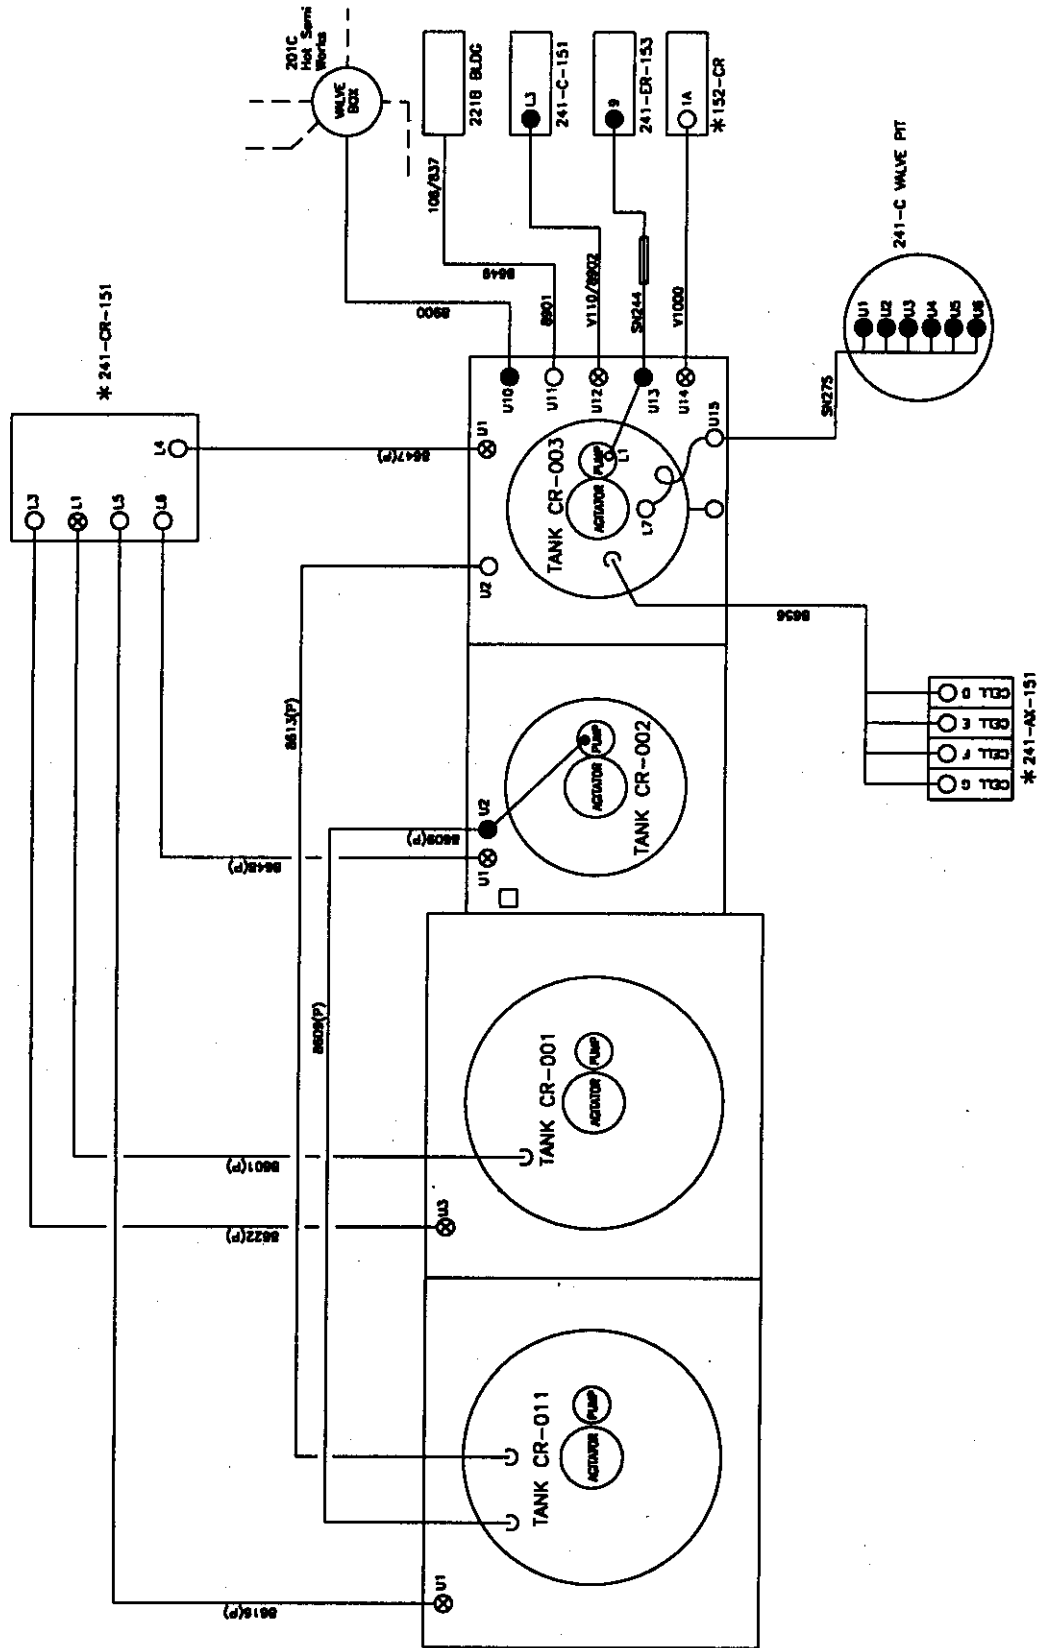 201C
Hot Semi
Works
VALVE
BOX
221B BLDG
L3
241-C-151
9
241-ER-153
1A
*152-CR
106/837
8900
8649
8901
V110/8902
SN244
V1000
* 241-CR-151
L3
L1
L5
L6
L4
8647(P)
U1
U2
U10
U11
U12
U13
U14
U15
TANK CR-003
AGITATOR
PUMP
L1
L7
241-C VALVE PIT
U1
U2
U3
U4
U5
U6
SN275
8656
CELL D
CELL E
CELL F
CELL G
* 241-AX-151
8613(P)
8609(P)
8609(P)
8648(P)
U2
U1
AGITATOR
PUMP
TANK CR-002
8601(P)
8622(P)
U3
TANK CR-001
AGITATOR
PUMP
8616(P)
U1
TANK CR-011
AGITATOR
PUMP